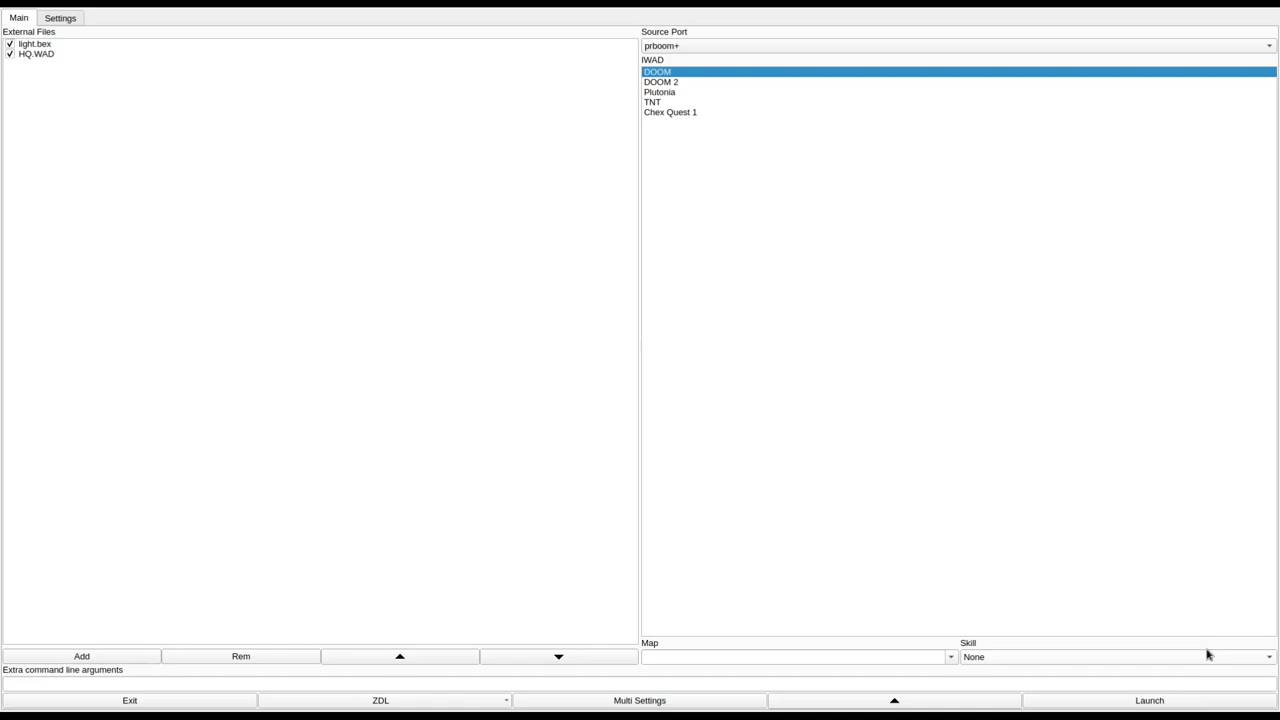 Main
Settings
External Files
light.bex
HQ.WAD
Source Port
prboom+
IWAD
DOOM
DOOM 2
Plutonia
TNT
Chex Quest 1
Add
Rem
Map
Skill
None
Extra command line arguments
Exit
ZDL
Multi Settings
Launch